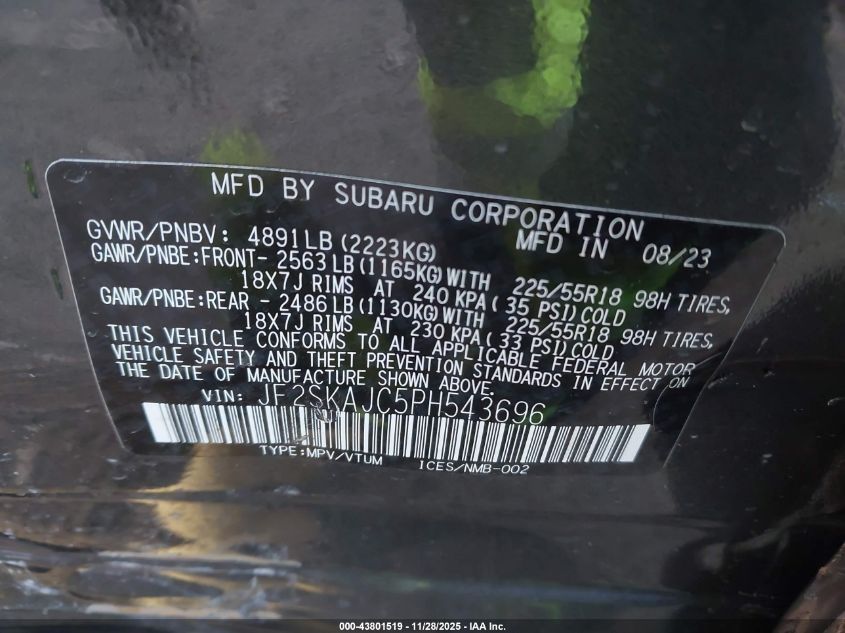 MFD BY SUBARU CORPORATION
GVWR/PNBV: 4891LB (2223KG) MFD IN 08/23
GAWR/PNBE:FRONT- 2563LB (1165KG) WITH 225/55R18 98H TIRES,
18X7J RIMS AT 240 KPA ( 35 PSI) COLD
GAWR/PNBE:REAR - 2486LB (1130KG) WITH 225/55R18 98H TIRES,
18X7J RIMS AT 230 KPA ( 33 PSI) COLD
THIS VEHICLE CONFORMS TO ALL APPLICABLE FEDERAL MOTOR
VEHICLE SAFETY AND THEFT PREVENTION STANDARDS IN EFFECT ON
THE DATE OF MANUFACTURE SHOWN ABOVE.
VIN: JF2SKAJC5PH543696
TYPE:MPV/VTUM ICES/NMB-002
000-43801519 - 11/28/2025 - IAA Inc.